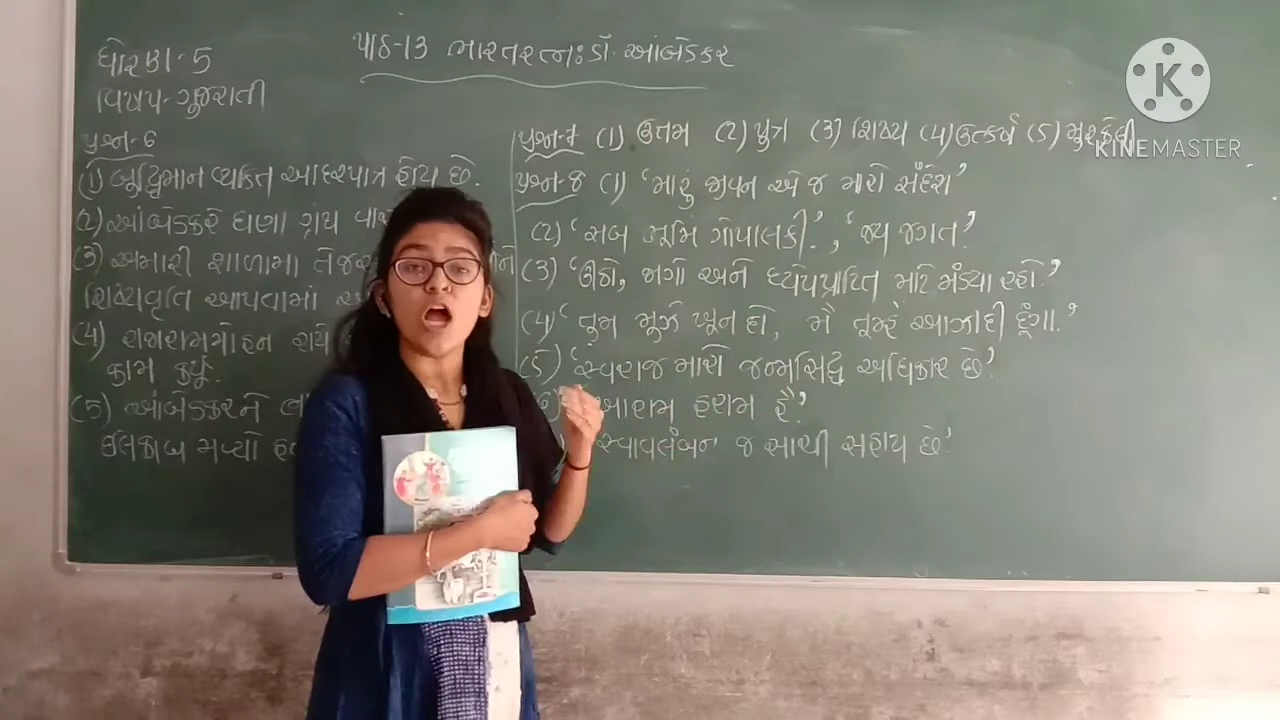 ધોરણ-5
પાઠ-13 ભારતરત્ન: ડૉ. આંબેડકર
વિષય-ગુજરાતી
પ્રશ્ન-6
(1) બુદ્ધિમાન વ્યક્તિ આદરપાત્ર હોય છે.
(2) આંબેડકરે ઘણા ગ્રંથ
(3) અમારી શાળામા
શિષ્યવૃતિ આપવામાં
(4) રાજારામમોહન રાયે
કામ કર્યું.
(5) આંબેડકરને
ઈલકાબ મળ્યો
પ્રશ્ન-7 (1) ઉત્તમ (2) પુત્ર (3) શિષ્ય (4) ઉત્કર્ષ (5) મુશ્કેલી
પ્રશ્ન-8 (1) 'મારું જીવન એ જ મારો સંદેશ'
(2) 'સબ ભૂમિ ગોપાલકી.', 'જય જગત.'
(3) 'ઊઠો, જાગો અને ધ્યેયપ્રાપ્તિ માટે મંડ્યા રહો.'
(4) 'તુમ મુઝે ખૂન દો, મૈં તુમ્હે આઝાદી દૂંગા.'
(5) 'સ્વરાજ મારો જન્મસિદ્ધ અધિકાર છે'
આરામ હરામ હૈ.'
સ્વાવલંબન જ સાચી સહાય છે'
K
KINEMASTER